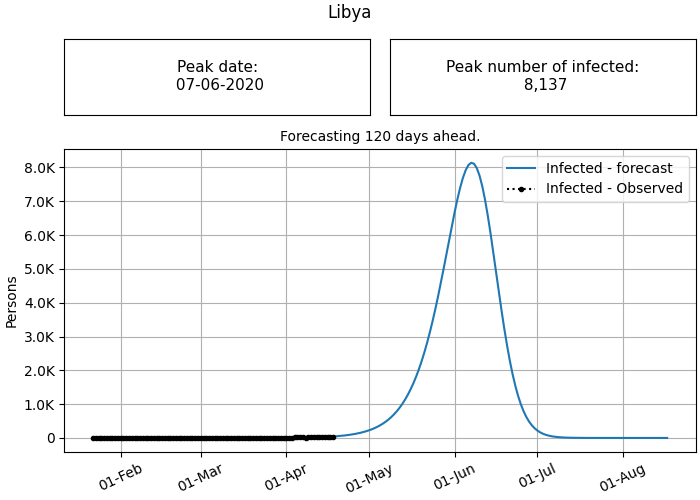 Libya
Peak date:
07-06-2020
Peak number of infected:
8,137
Forecasting 120 days ahead.
Infected - forecast
Infected - Observed
Persons
8.0K
7.0K
6.0K
5.0K
4.0K
3.0K
2.0K
1.0K
0
01-Feb
01-Mar
01-Apr
01-May
01-Jun
01-Jul
01-Aug